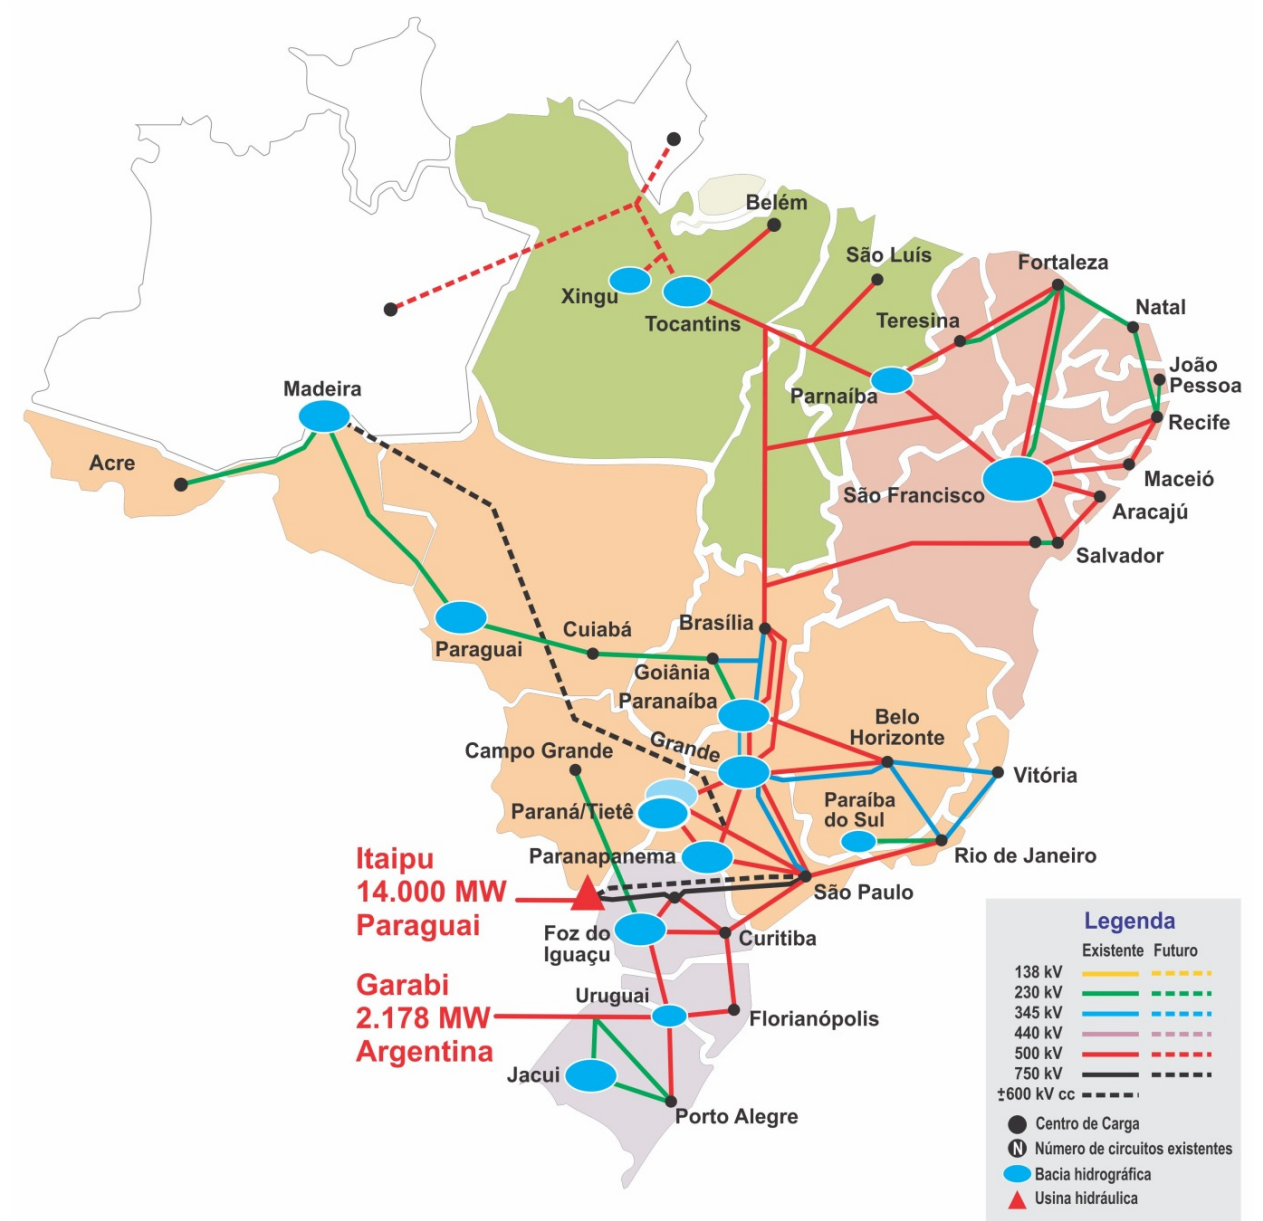 Belém
São Luís
Fortaleza
Xingu
Tocantins
Teresina
Natal
João
Pessoa
Madeira
Parnaíba
Recife
Acre
São Francisco
Maceió
Aracajú
Salvador
Brasília
Cuiabá
Paraguai
Goiânia
Paranaíba
Belo
Horizonte
Grande
Campo Grande
Vitória
Paraíba
do Sul
Paraná/Tietê
Paranapanema
Rio de Janeiro
Itaipu
14.000 MW
Paraguai
São Paulo
Foz do
Iguaçu
Curitiba
Garabi
2.178 MW
Argentina
Uruguai
Florianópolis
Jacui
Porto Alegre
Legenda
Existente Futuro
138 kV
230 kV
345 kV
440 kV
500 kV
750 kV
±600 kV cc
Centro de Carga
N Número de circuitos existentes
Bacia hidrográfica
Usina hidráulica